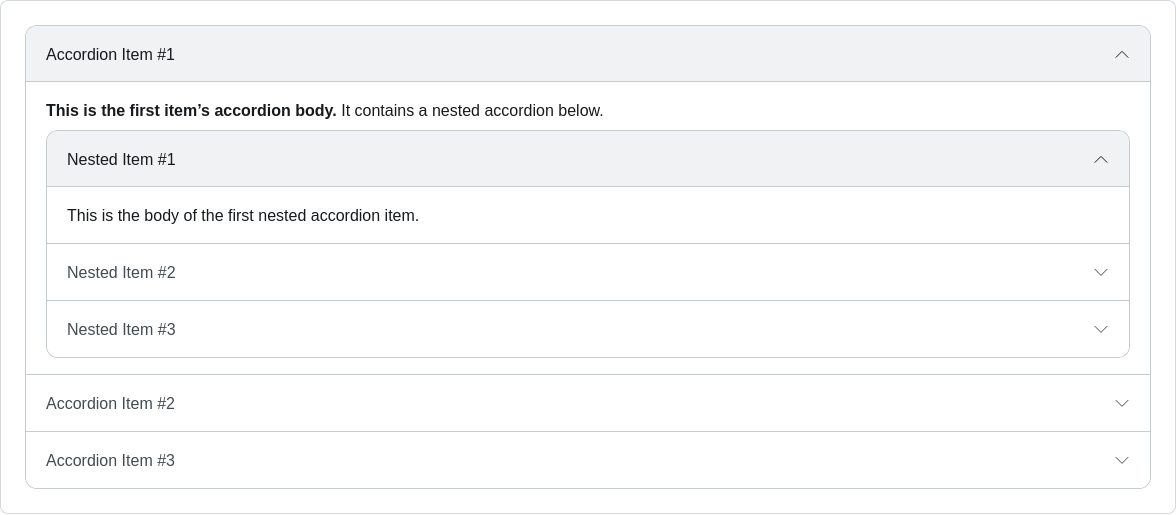 Accordion Item #1
This is the first item’s accordion body. It contains a nested accordion below.
Nested Item #1
This is the body of the first nested accordion item.
Nested Item #2
Nested Item #3
Accordion Item #2
Accordion Item #3